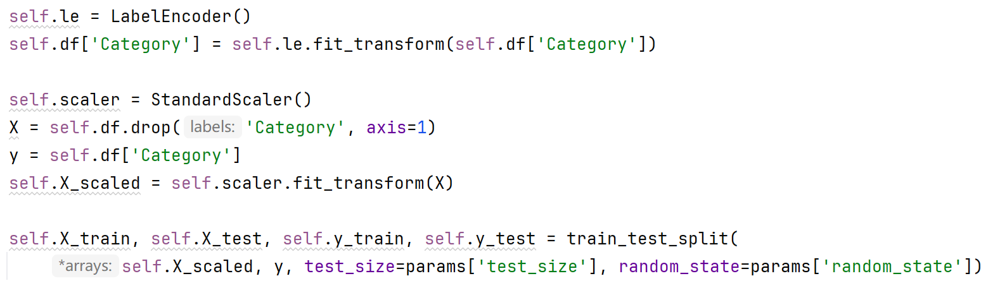 self.le = LabelEncoder()
self.df['Category'] = self.le.fit_transform(self.df['Category'])
self.scaler = StandardScaler()
X = self.df.drop( labels: 'Category', axis=1)
y = self.df['Category']
self.X_scaled = self.scaler.fit_transform(X)
self.X_train, self.X_test, self.y_train, self.y_test = train_test_split(
*arrays: self.X_scaled, y, test_size=params['test_size'], random_state=params['random_state'])